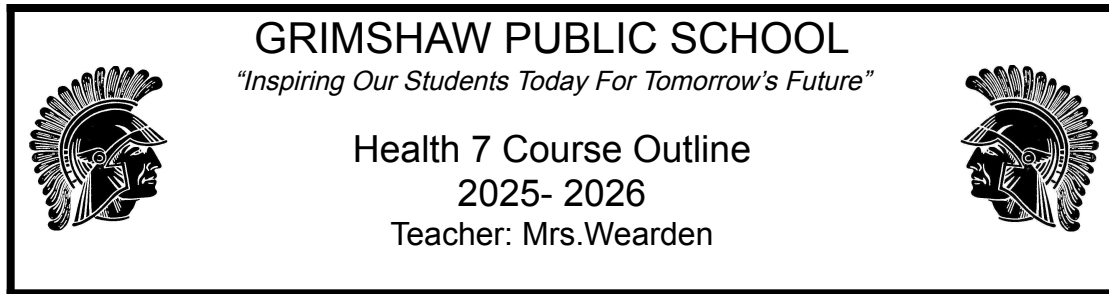 GRIMSHAW PUBLIC SCHOOL
“Inspiring Our Students Today For Tomorrow’s Future”
Health 7 Course Outline
2025- 2026
Teacher: Mrs.Wearden